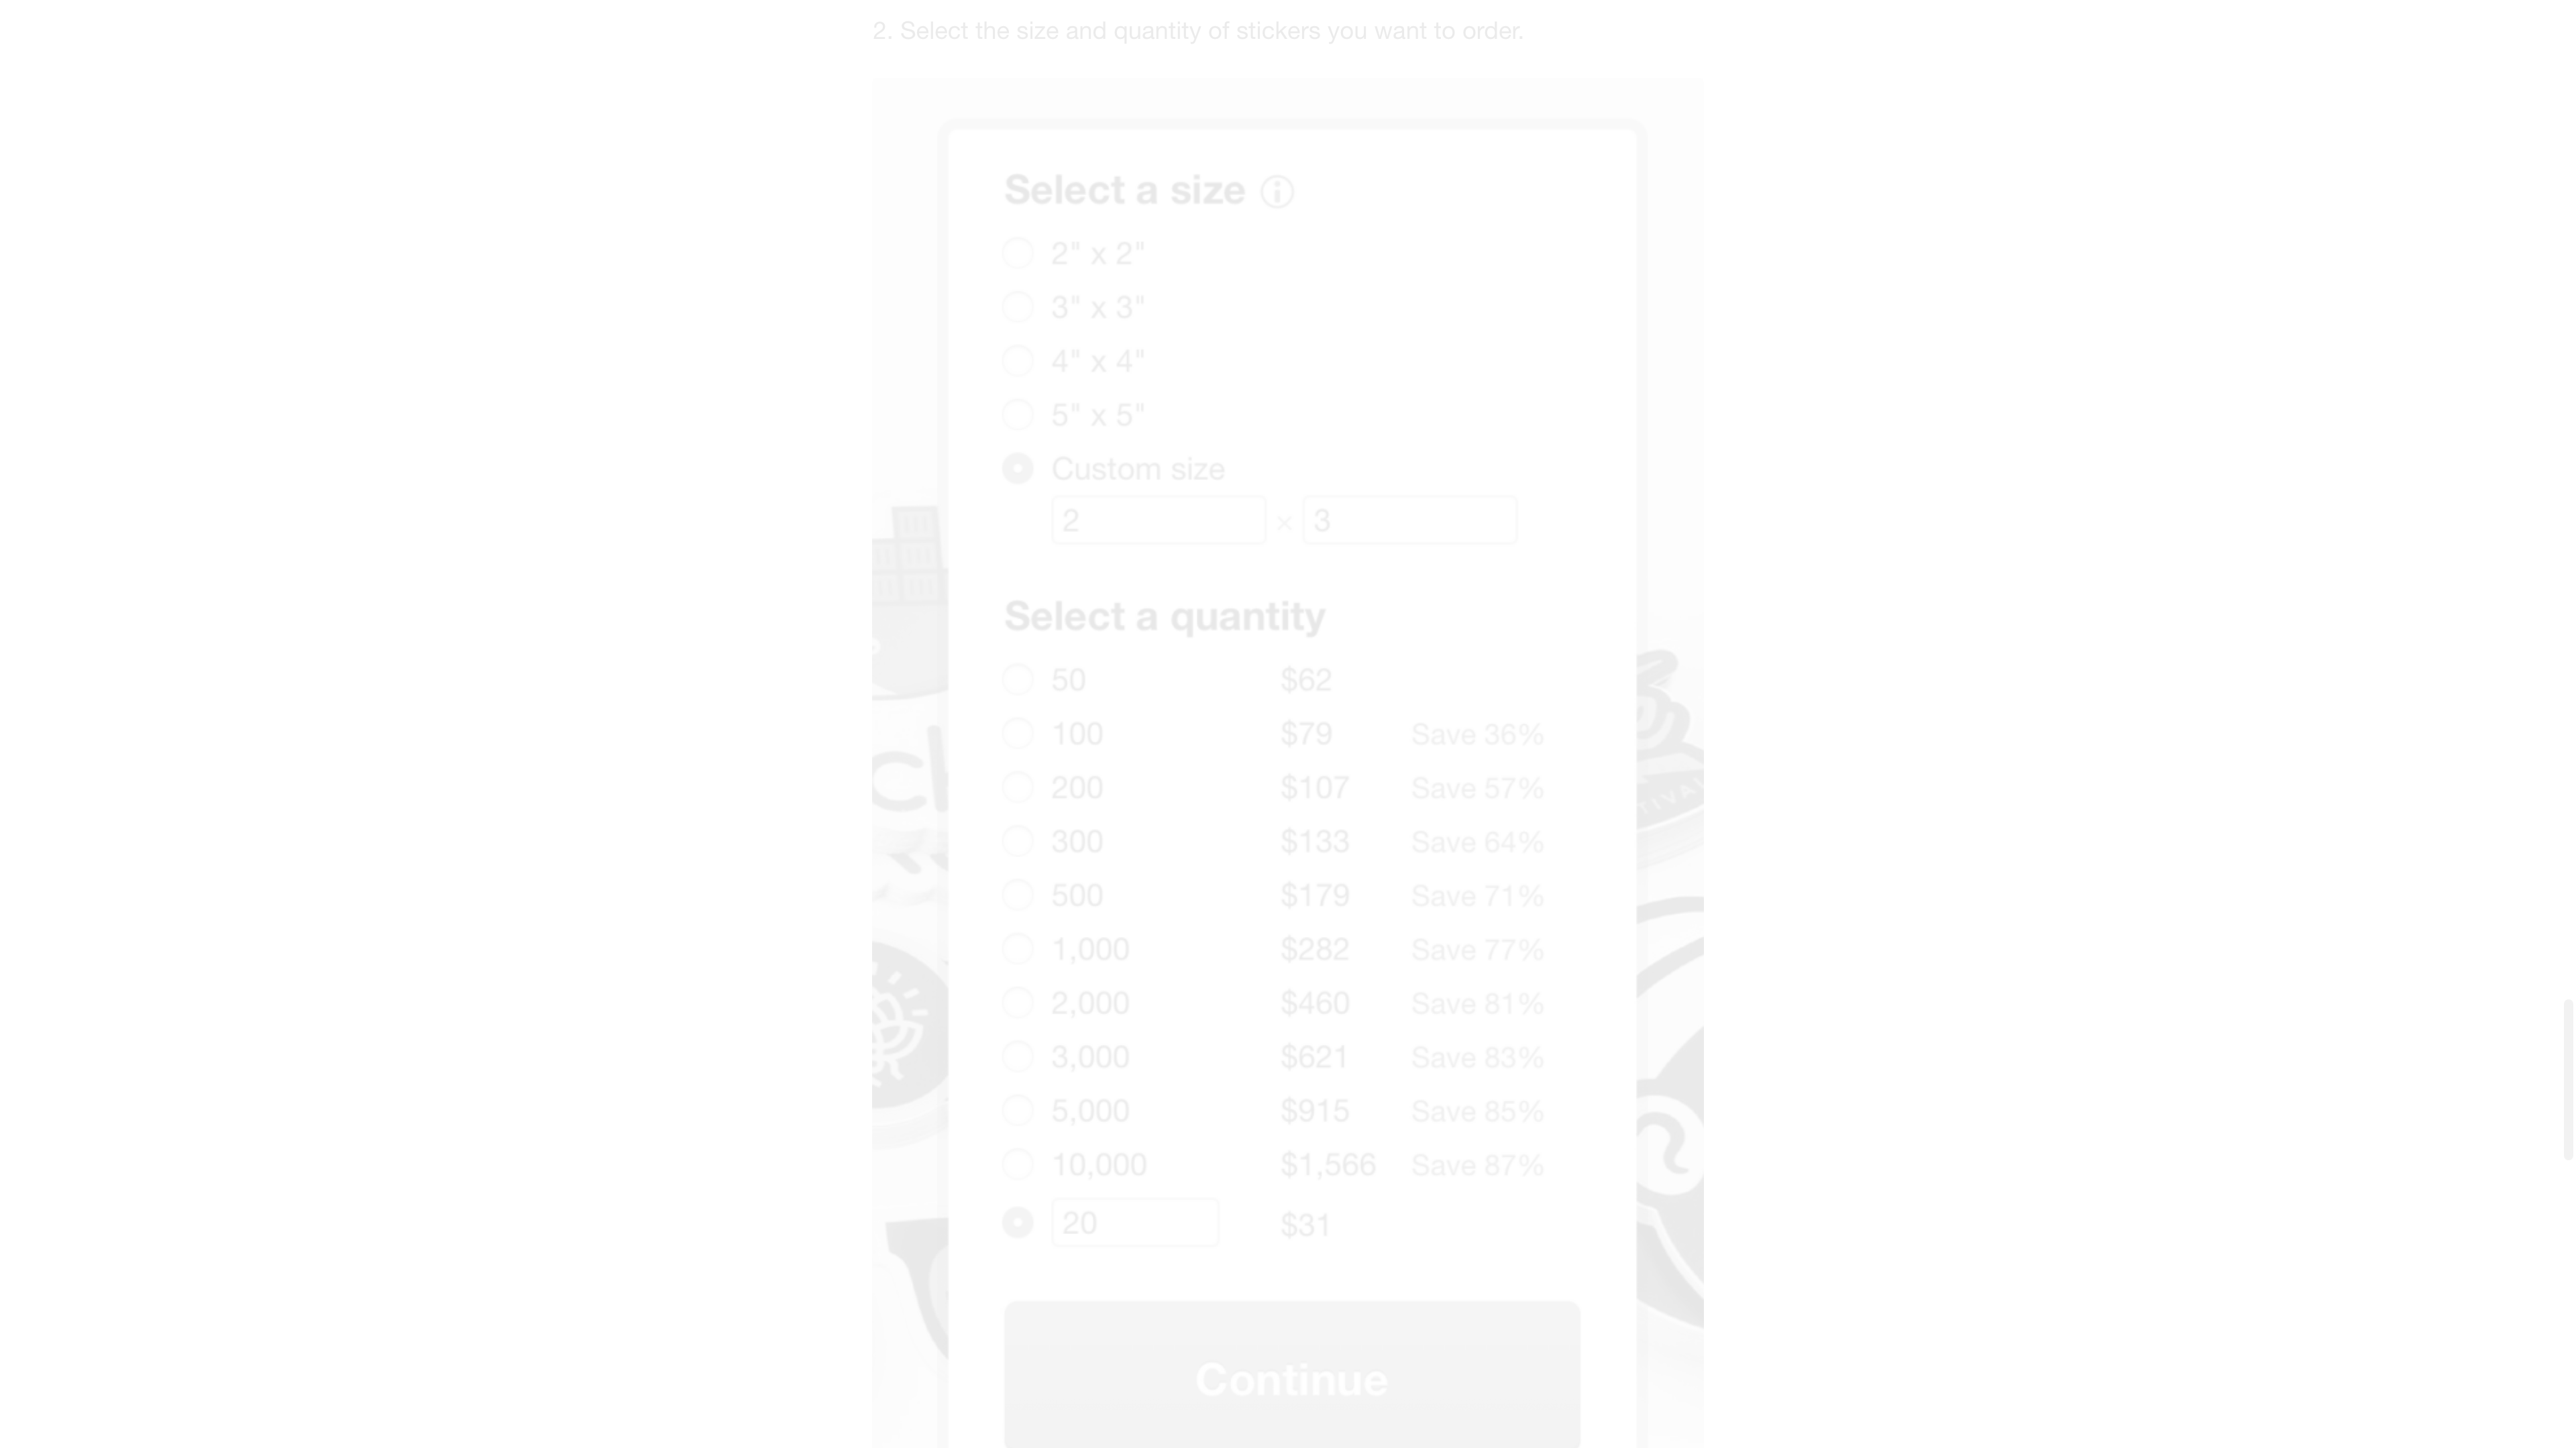 2. Select the size and quantity of stickers you want to order.
Select a size
2" x 2"
3" x 3"
4" x 4"
5" x 5"
Custom size
2 × 3
Select a quantity
50 $62
100 $79 Save 36%
200 $107 Save 57%
300 $133 Save 64%
500 $179 Save 71%
1,000 $282 Save 77%
2,000 $460 Save 81%
3,000 $621 Save 83%
5,000 $915 Save 85%
10,000 $1,566 Save 87%
20 $31
Continue